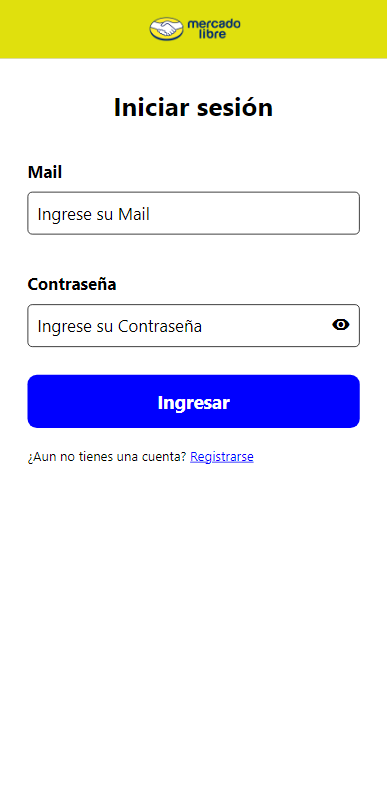 mercado
libre
Iniciar sesión
Mail
Ingrese su Mail
Contraseña
Ingrese su Contraseña
Ingresar
¿Aun no tienes una cuenta? Registrarse